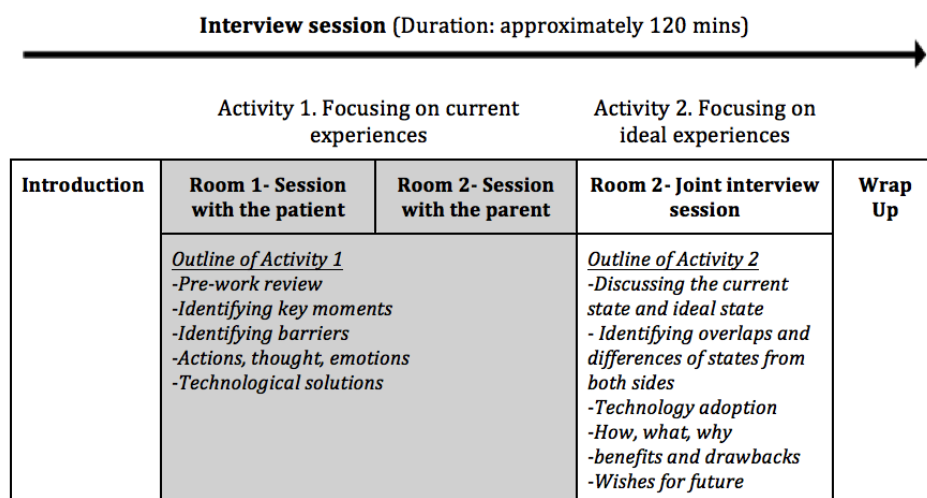 Interview session (Duration: approximately 120 mins)
Activity 1. Focusing on current
experiences
Activity 2. Focusing on
ideal experiences
Introduction
Room 1- Session
with the patient
Room 2- Session
with the parent
Room 2- Joint interview
session
Wrap
Up
Outline of Activity 1
-Pre-work review
-Identifying key moments
-Identifying barriers
-Actions, thought, emotions
-Technological solutions
Outline of Activity 2
-Discussing the current
state and ideal state
- Identifying overlaps and
differences of states from
both sides
-Technology adoption
-How, what, why
-benefits and drawbacks
-Wishes for future